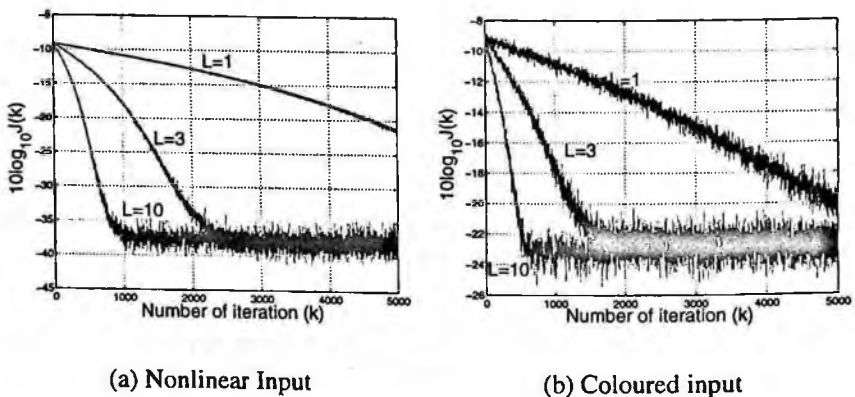 -5
-10
-15
-20
-25
-30
-35
-40
-45
10log10J(k)
L=1
L=3
L=10
0
1000
2000
3000
4000
5000
Number of iteration (k)
(a) Nonlinear Input
-8
-10
-12
-14
-16
-18
-20
-22
-24
-26
10log10J(k)
L=1
L=3
L=10
0
1000
2000
3000
4000
5000
Number of iteration (k)
(b) Coloured input